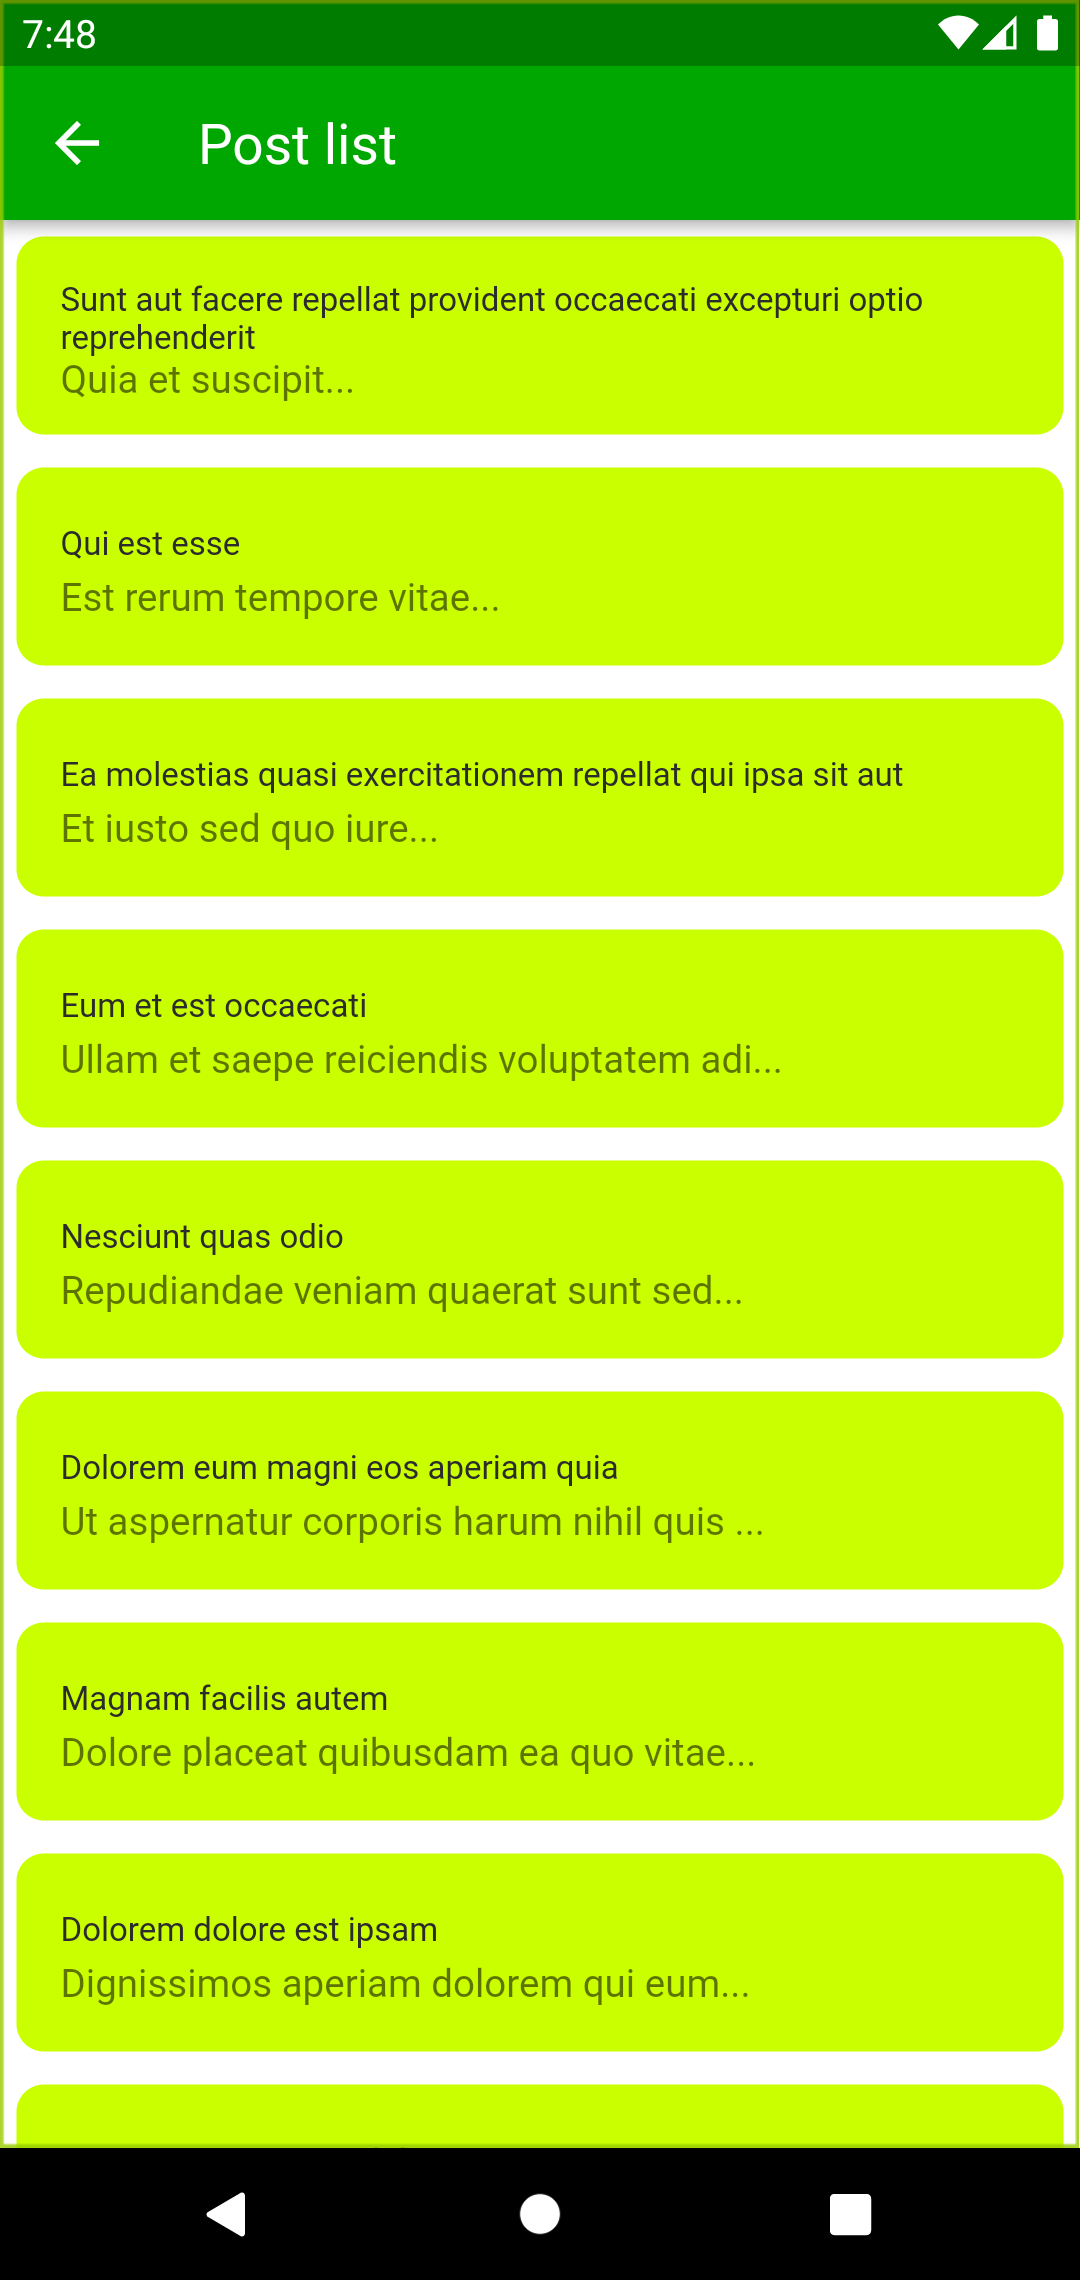 7:48
Post list
Sunt aut facere repellat provident occaecati excepturi optio
reprehenderit
Quia et suscipit...
Qui est esse
Est rerum tempore vitae...
Ea molestias quasi exercitationem repellat qui ipsa sit aut
Et iusto sed quo iure...
Eum et est occaecati
Ullam et saepe reiciendis voluptatem adi...
Nesciunt quas odio
Repudiandae veniam quaerat sunt sed...
Dolorem eum magni eos aperiam quia
Ut aspernatur corporis harum nihil quis ...
Magnam facilis autem
Dolore placeat quibusdam ea quo vitae...
Dolorem dolore est ipsam
Dignissimos aperiam dolorem qui eum...